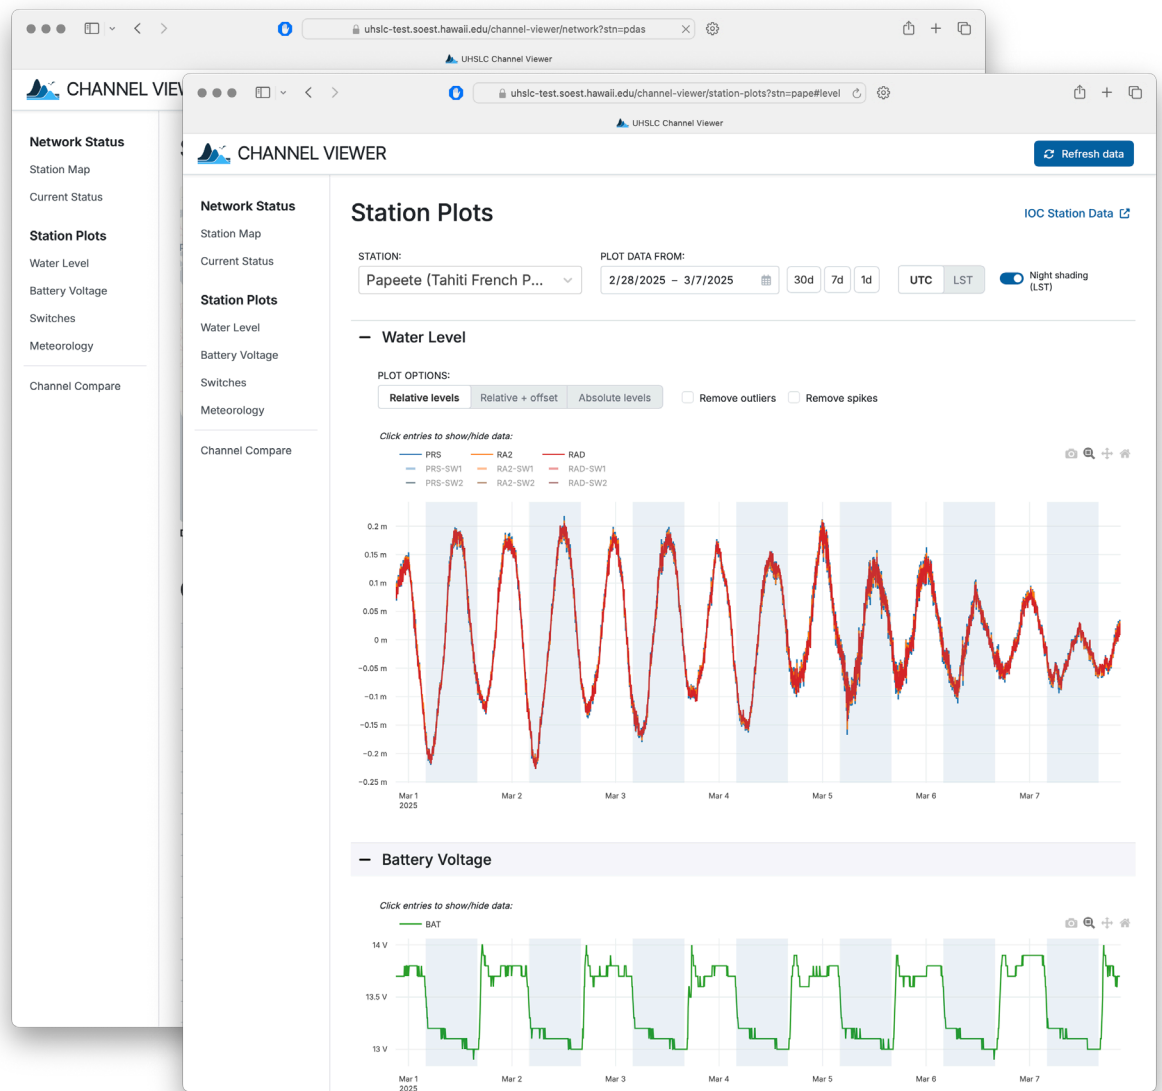 uhslc-test.soest.hawaii.edu/channel-viewer/network?stn=pdas
UHSLC Channel Viewer
CHANNEL VIEW
Network Status
Station Map
Current Status
Station Plots
Water Level
Battery Voltage
Switches
Meteorology
Channel Compare
uhslc-test.soest.hawaii.edu/channel-viewer/station-plots?stn=pape#level
UHSLC Channel Viewer
CHANNEL VIEWER
Refresh data
Network Status
Station Map
Current Status
Station Plots
Water Level
Battery Voltage
Switches
Meteorology
Channel Compare
Station Plots
IOC Station Data
STATION:
Papeete (Tahiti French P...
PLOT DATA FROM:
2/28/2025 – 3/7/2025
30d 7d 1d
UTC LST
Night shading
(LST)
Water Level
PLOT OPTIONS:
Relative levels Relative + offset Absolute levels Remove outliers Remove spikes
Click entries to show/hide data:
PRS RA2 RAD
PRS-SW1 RA2-SW1 RAD-SW1
PRS-SW2 RA2-SW2 RAD-SW2
0.2 m
0.15 m
0.1 m
0.05 m
0 m
−0.05 m
−0.1 m
−0.15 m
−0.2 m
−0.25 m
Mar 1 Mar 2 Mar 3 Mar 4 Mar 5 Mar 6 Mar 7
2025
Battery Voltage
Click entries to show/hide data:
BAT
14 V
13.5 V
13 V
Mar 1 Mar 2 Mar 3 Mar 4 Mar 5 Mar 6 Mar 7
2025